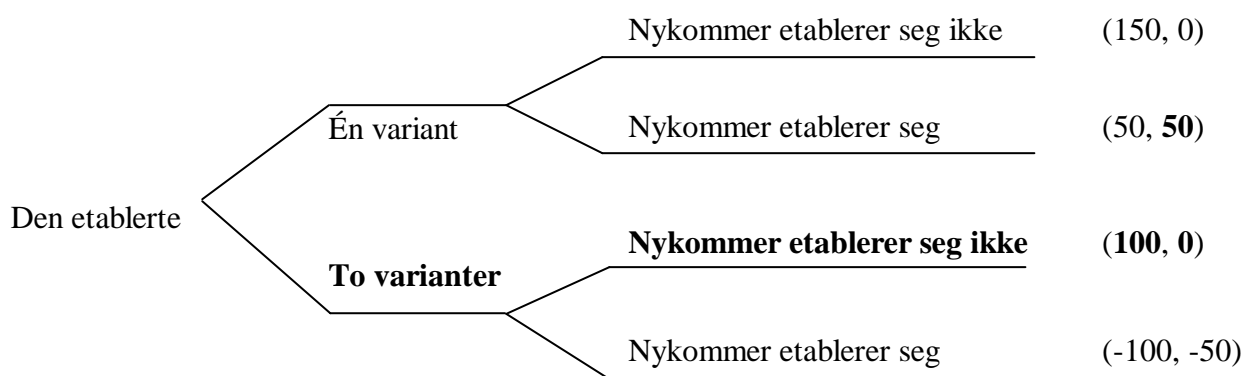 Nykommer etablerer seg ikke (150, 0)
Én variant
Nykommer etablerer seg (50, 50)
Den etablerte
Nykommer etablerer seg ikke (100, 0)
To varianter
Nykommer etablerer seg (-100, -50)